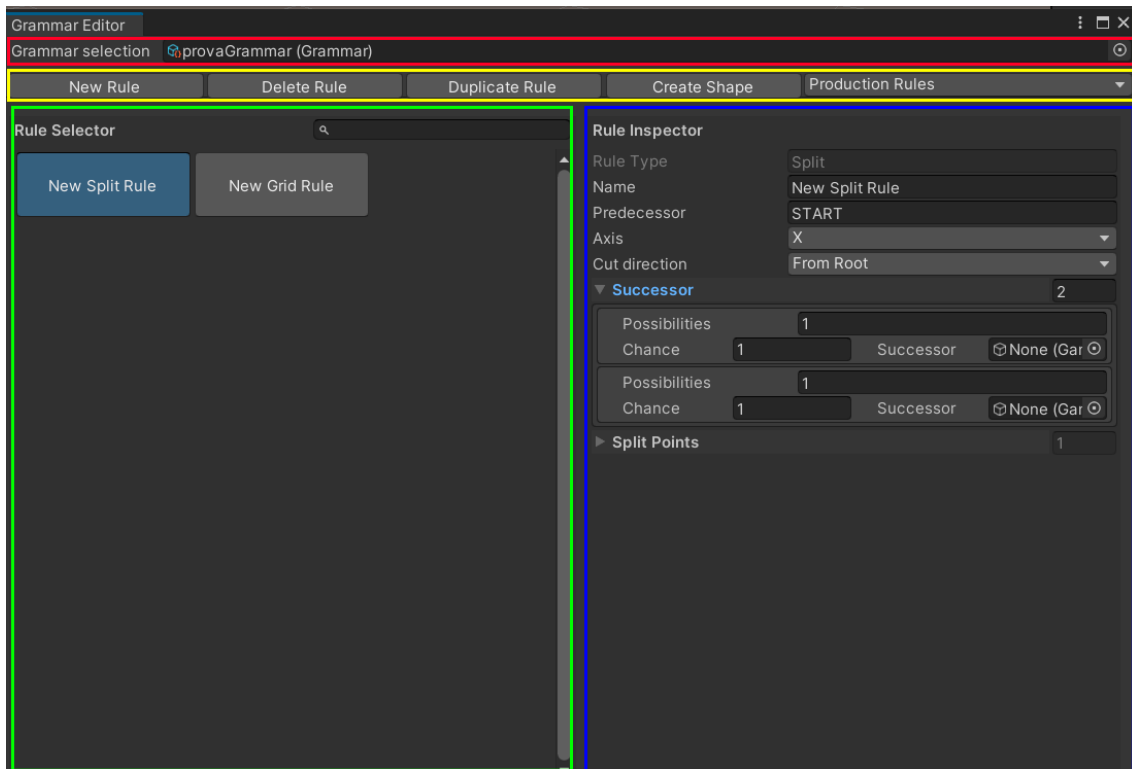 Grammar Editor
Grammar selection provaGrammar (Grammar)
New Rule Delete Rule Duplicate Rule Create Shape Production Rules
Rule Selector
New Split Rule New Grid Rule
Rule Inspector
Rule Type Split
Name New Split Rule
Predecessor START
Axis X
Cut direction From Root
Successor 2
Possibilities 1
Chance 1 Successor None (Gar
Possibilities 1
Chance 1 Successor None (Gar
Split Points 1